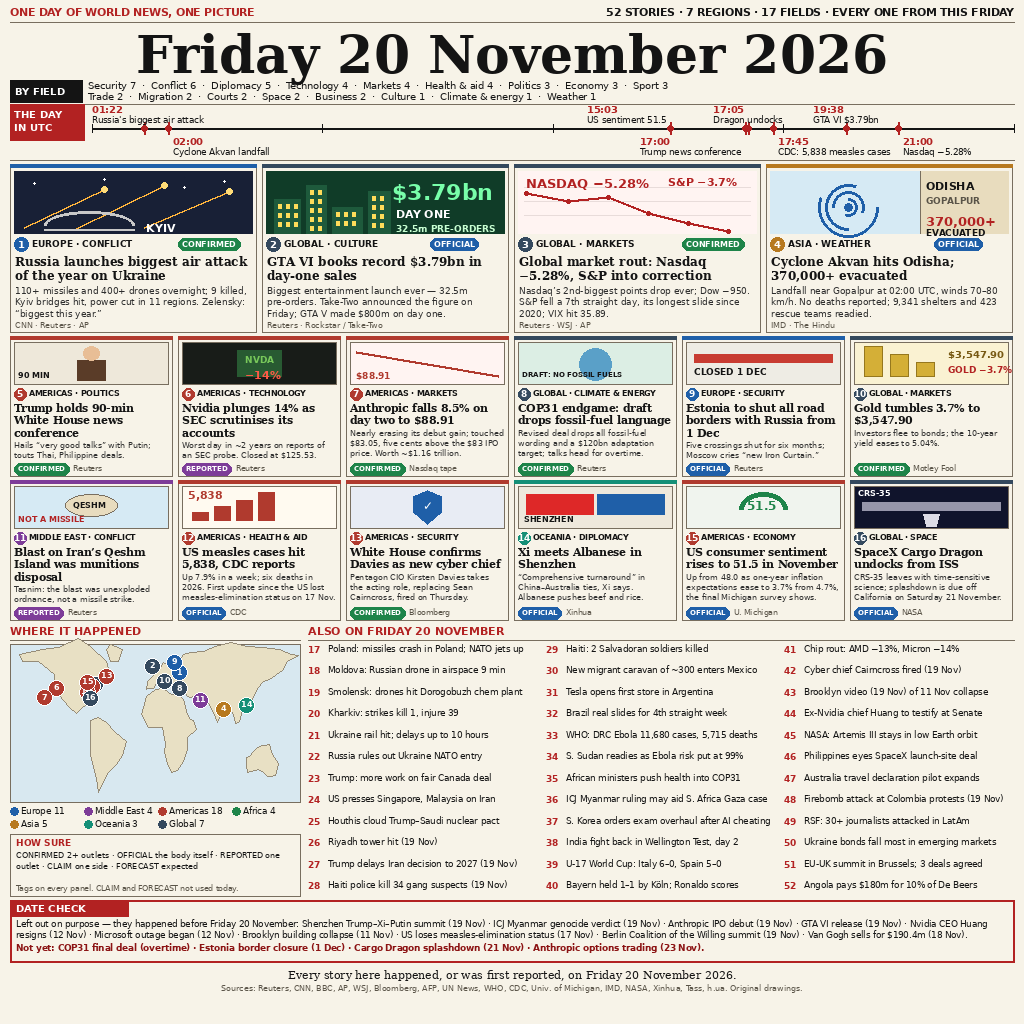 ONE DAY OF WORLD NEWS, ONE PICTURE
52 STORIES · 7 REGIONS · 17 FIELDS · EVERY ONE FROM THIS FRIDAY
Friday 20 November 2026
BY FIELD
Security 7 · Conflict 6 · Diplomacy 5 · Technology 4 · Markets 4 · Health & aid 4 · Politics 3 · Economy 3 · Sport 3
Trade 2 · Migration 2 · Courts 2 · Space 2 · Business 2 · Culture 1 · Climate & energy 1 · Weather 1
THE DAY
IN UTC
01:22
Russia's biggest air attack
02:00
Cyclone Akvan landfall
15:03
US sentiment 51.5
17:00
Trump news conference
17:05
Dragon undocks
17:45
CDC: 5,838 measles cases
19:38
GTA VI $3.79bn
21:00
Nasdaq −5.28%
KYIV
1 EUROPE · CONFLICT
CONFIRMED
Russia launches biggest air attack
of the year on Ukraine
110+ missiles and 400+ drones overnight; 9 killed,
Kyiv bridges hit, power cut in 11 regions. Zelensky:
“biggest this year.”
CNN · Reuters · AP
$3.79bn
DAY ONE
32.5m PRE-ORDERS
2 GLOBAL · CULTURE
OFFICIAL
GTA VI books record $3.79bn in
day-one sales
Biggest entertainment launch ever — 32.5m
pre-orders. Take-Two announced the figure on
Friday; GTA V made $800m on day one.
Reuters · Rockstar / Take-Two
NASDAQ −5.28%
S&P −3.7%
3 GLOBAL · MARKETS
CONFIRMED
Global market rout: Nasdaq
−5.28%, S&P into correction
Nasdaq's 2nd-biggest points drop ever; Dow −950.
S&P fell a 7th straight day, its longest slide since
2020; VIX hit 35.89.
Reuters · WSJ · AP
ODISHA
GOPALPUR
370,000+
EVACUATED
4 ASIA · WEATHER
OFFICIAL
Cyclone Akvan hits Odisha;
370,000+ evacuated
Landfall near Gopalpur at 02:00 UTC, winds 70–80
km/h. No deaths reported; 9,341 shelters and 423
rescue teams readied.
IMD · The Hindu
90 MIN
5 AMERICAS · POLITICS
Trump holds 90-min
White House news
conference
Hails “very good talks” with Putin;
touts Thai, Philippine deals.
CONFIRMED Reuters
NVDA
−14%
6 AMERICAS · TECHNOLOGY
Nvidia plunges 14% as
SEC scrutinises its
accounts
Worst day in ~2 years on reports of
an SEC probe. Closed at $125.53.
REPORTED Reuters
$88.91
7 AMERICAS · MARKETS
Anthropic falls 8.5% on
day two to $88.91
Nearly erasing its debut gain; touched
$83.05, five cents above the $83 IPO
price. Worth ~$1.16 trillion.
CONFIRMED Nasdaq tape
DRAFT: NO FOSSIL FUELS
8 GLOBAL · CLIMATE & ENERGY
COP31 endgame: draft
drops fossil-fuel language
Revised deal drops all fossil-fuel
wording and a $120bn adaptation
target; talks head for overtime.
CONFIRMED Reuters
CLOSED 1 DEC
9 EUROPE · SECURITY
Estonia to shut all road
borders with Russia from
1 Dec
Five crossings shut for six months;
Moscow cries “new Iron Curtain.”
OFFICIAL Reuters
$3,547.90
GOLD −3.7%
10 GLOBAL · MARKETS
Gold tumbles 3.7% to
$3,547.90
Investors flee to bonds; the 10-year
yield eases to 5.04%.
CONFIRMED Motley Fool
QESHM
NOT A MISSILE
11 MIDDLE EAST · CONFLICT
Blast on Iran's Qeshm
Island was munitions
disposal
Tasnim: the blast was unexploded
ordnance, not a missile strike.
REPORTED Reuters
5,838
12 AMERICAS · HEALTH & AID
US measles cases hit
5,838, CDC reports
Up 7.9% in a week; six deaths in
2026. First update since the US lost
measles-elimination status on 17 Nov.
OFFICIAL CDC
✓
13 AMERICAS · SECURITY
White House confirms
Davies as new cyber chief
Pentagon CIO Kirsten Davies takes
the acting role, replacing Sean
Cairncross, fired on Thursday.
CONFIRMED Bloomberg
SHENZHEN
14 OCEANIA · DIPLOMACY
Xi meets Albanese in
Shenzhen
“Comprehensive turnaround” in
China–Australia ties, Xi says.
Albanese pushes beef and rice.
OFFICIAL Xinhua
51.5
15 AMERICAS · ECONOMY
US consumer sentiment
rises to 51.5 in November
Up from 48.0 as one-year inflation
expectations ease to 3.7% from 4.7%,
the final Michigan survey shows.
OFFICIAL U. Michigan
CRS-35
16 GLOBAL · SPACE
SpaceX Cargo Dragon
undocks from ISS
CRS-35 leaves with time-sensitive
science; splashdown is due off
California on Saturday 21 November.
OFFICIAL NASA
WHERE IT HAPPENED
2
9
1
10
8
13
15
6
7
16
11
4
14
Europe 11 Middle East 4 Americas 18 Africa 4
Asia 5 Oceania 3 Global 7
HOW SURE
CONFIRMED 2+ outlets · OFFICIAL the body itself · REPORTED one
outlet · CLAIM one side · FORECAST expected
Tags on every panel. CLAIM and FORECAST not used today.
ALSO ON FRIDAY 20 NOVEMBER
17 Poland: missiles crash in Poland; NATO jets up
18 Moldova: Russian drone in airspace 9 min
19 Smolensk: drones hit Dorogobuzh chem plant
20 Kharkiv: strikes kill 1, injure 39
21 Ukraine rail hit; delays up to 10 hours
22 Russia rules out Ukraine NATO entry
23 Trump: more work on fair Canada deal
24 US presses Singapore, Malaysia on Iran
25 Houthis cloud Trump–Saudi nuclear pact
26 Riyadh tower hit (19 Nov)
27 Trump delays Iran decision to 2027 (19 Nov)
28 Haiti police kill 34 gang suspects (19 Nov)
29 Haiti: 2 Salvadoran soldiers killed
30 New migrant caravan of ~300 enters Mexico
31 Tesla opens first store in Argentina
32 Brazil real slides for 4th straight week
33 WHO: DRC Ebola 11,680 cases, 5,715 deaths
34 S. Sudan readies as Ebola risk put at 99%
35 African ministers push health into COP31
36 ICJ Myanmar ruling may aid S. Africa Gaza case
37 S. Korea orders exam overhaul after AI cheating
38 India fight back in Wellington Test, day 2
39 U-17 World Cup: Italy 6–0, Spain 5–0
40 Bayern held 1–1 by Köln; Ronaldo scores
41 Chip rout: AMD −13%, Micron −14%
42 Cyber chief Cairncross fired (19 Nov)
43 Brooklyn video (19 Nov) of 11 Nov collapse
44 Ex-Nvidia chief Huang to testify at Senate
45 NASA: Artemis III stays in low Earth orbit
46 Philippines eyes SpaceX launch-site deal
47 Australia travel declaration pilot expands
48 Firebomb attack at Colombia protests (19 Nov)
49 RSF: 30+ journalists attacked in LatAm
50 Ukraine bonds fall most in emerging markets
51 EU–UK summit in Brussels; 3 deals agreed
52 Angola pays $180m for 10% of De Beers
DATE CHECK
Left out on purpose — they happened before Friday 20 November: Shenzhen Trump–Xi–Putin summit (19 Nov) · ICJ Myanmar genocide verdict (19 Nov) · Anthropic IPO debut (19 Nov) · GTA VI release (19 Nov) · Nvidia CEO Huang
resigns (12 Nov) · Microsoft outage began (12 Nov) · Brooklyn building collapse (11 Nov) · US loses measles-elimination status (17 Nov) · Berlin Coalition of the Willing summit (19 Nov) · Van Gogh sells for $190.4m (18 Nov).
Not yet: COP31 final deal (overtime) · Estonia border closure (1 Dec) · Cargo Dragon splashdown (21 Nov) · Anthropic options trading (23 Nov).
Every story here happened, or was first reported, on Friday 20 November 2026.
Sources: Reuters, CNN, BBC, AP, WSJ, Bloomberg, AFP, UN News, WHO, CDC, Univ. of Michigan, IMD, NASA, Xinhua, Tass, h.ua. Original drawings.